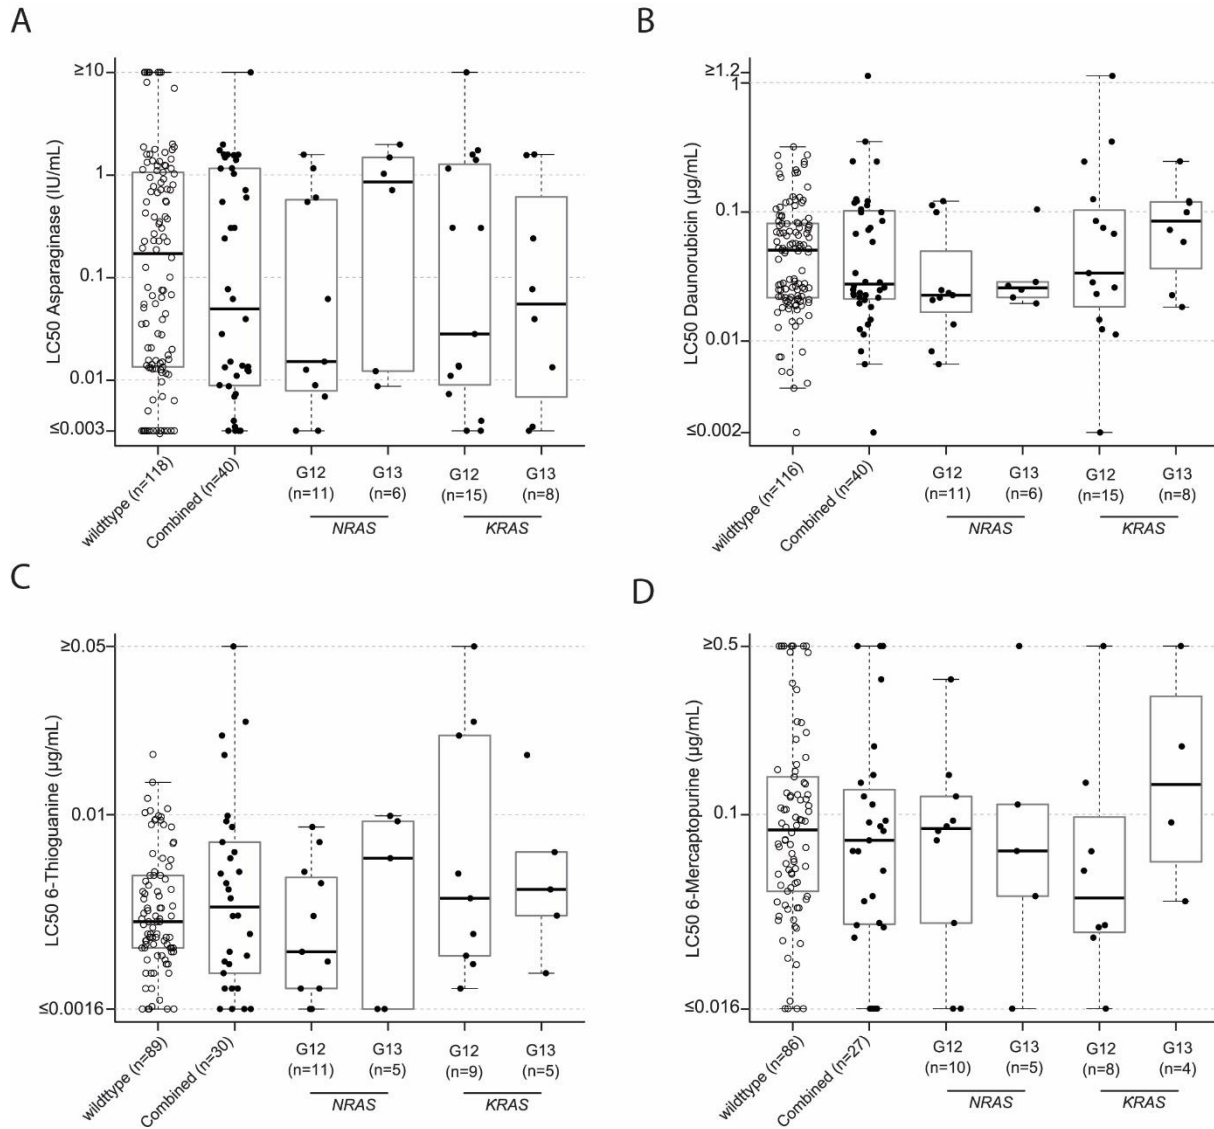 A
LC50 Asparaginase (IU/mL)
≥10
1
0.1
0.01
≤0.003
wildttype (n=118)
Combined (n=40)
G12 G13 G12 G13
(n=11) (n=6) (n=15) (n=8)
NRAS KRAS
B
LC50 Daunorubicin (µg/mL)
≥1.2
1
0.1
0.01
≤0.002
wildttype (n=116)
Combined (n=40)
G12 G13 G12 G13
(n=11) (n=6) (n=15) (n=8)
NRAS KRAS
C
LC50 6-Thioguanine (µg/mL)
≥0.05
0.01
≤0.0016
wildttype (n=89)
Combined (n=30)
G12 G13 G12 G13
(n=11) (n=5) (n=9) (n=5)
NRAS KRAS
D
LC50 6-Mercaptopurine (µg/mL)
≥0.5
0.1
≤0.016
wildttype (n=86)
Combined (n=27)
G12 G13 G12 G13
(n=10) (n=5) (n=8) (n=4)
NRAS KRAS